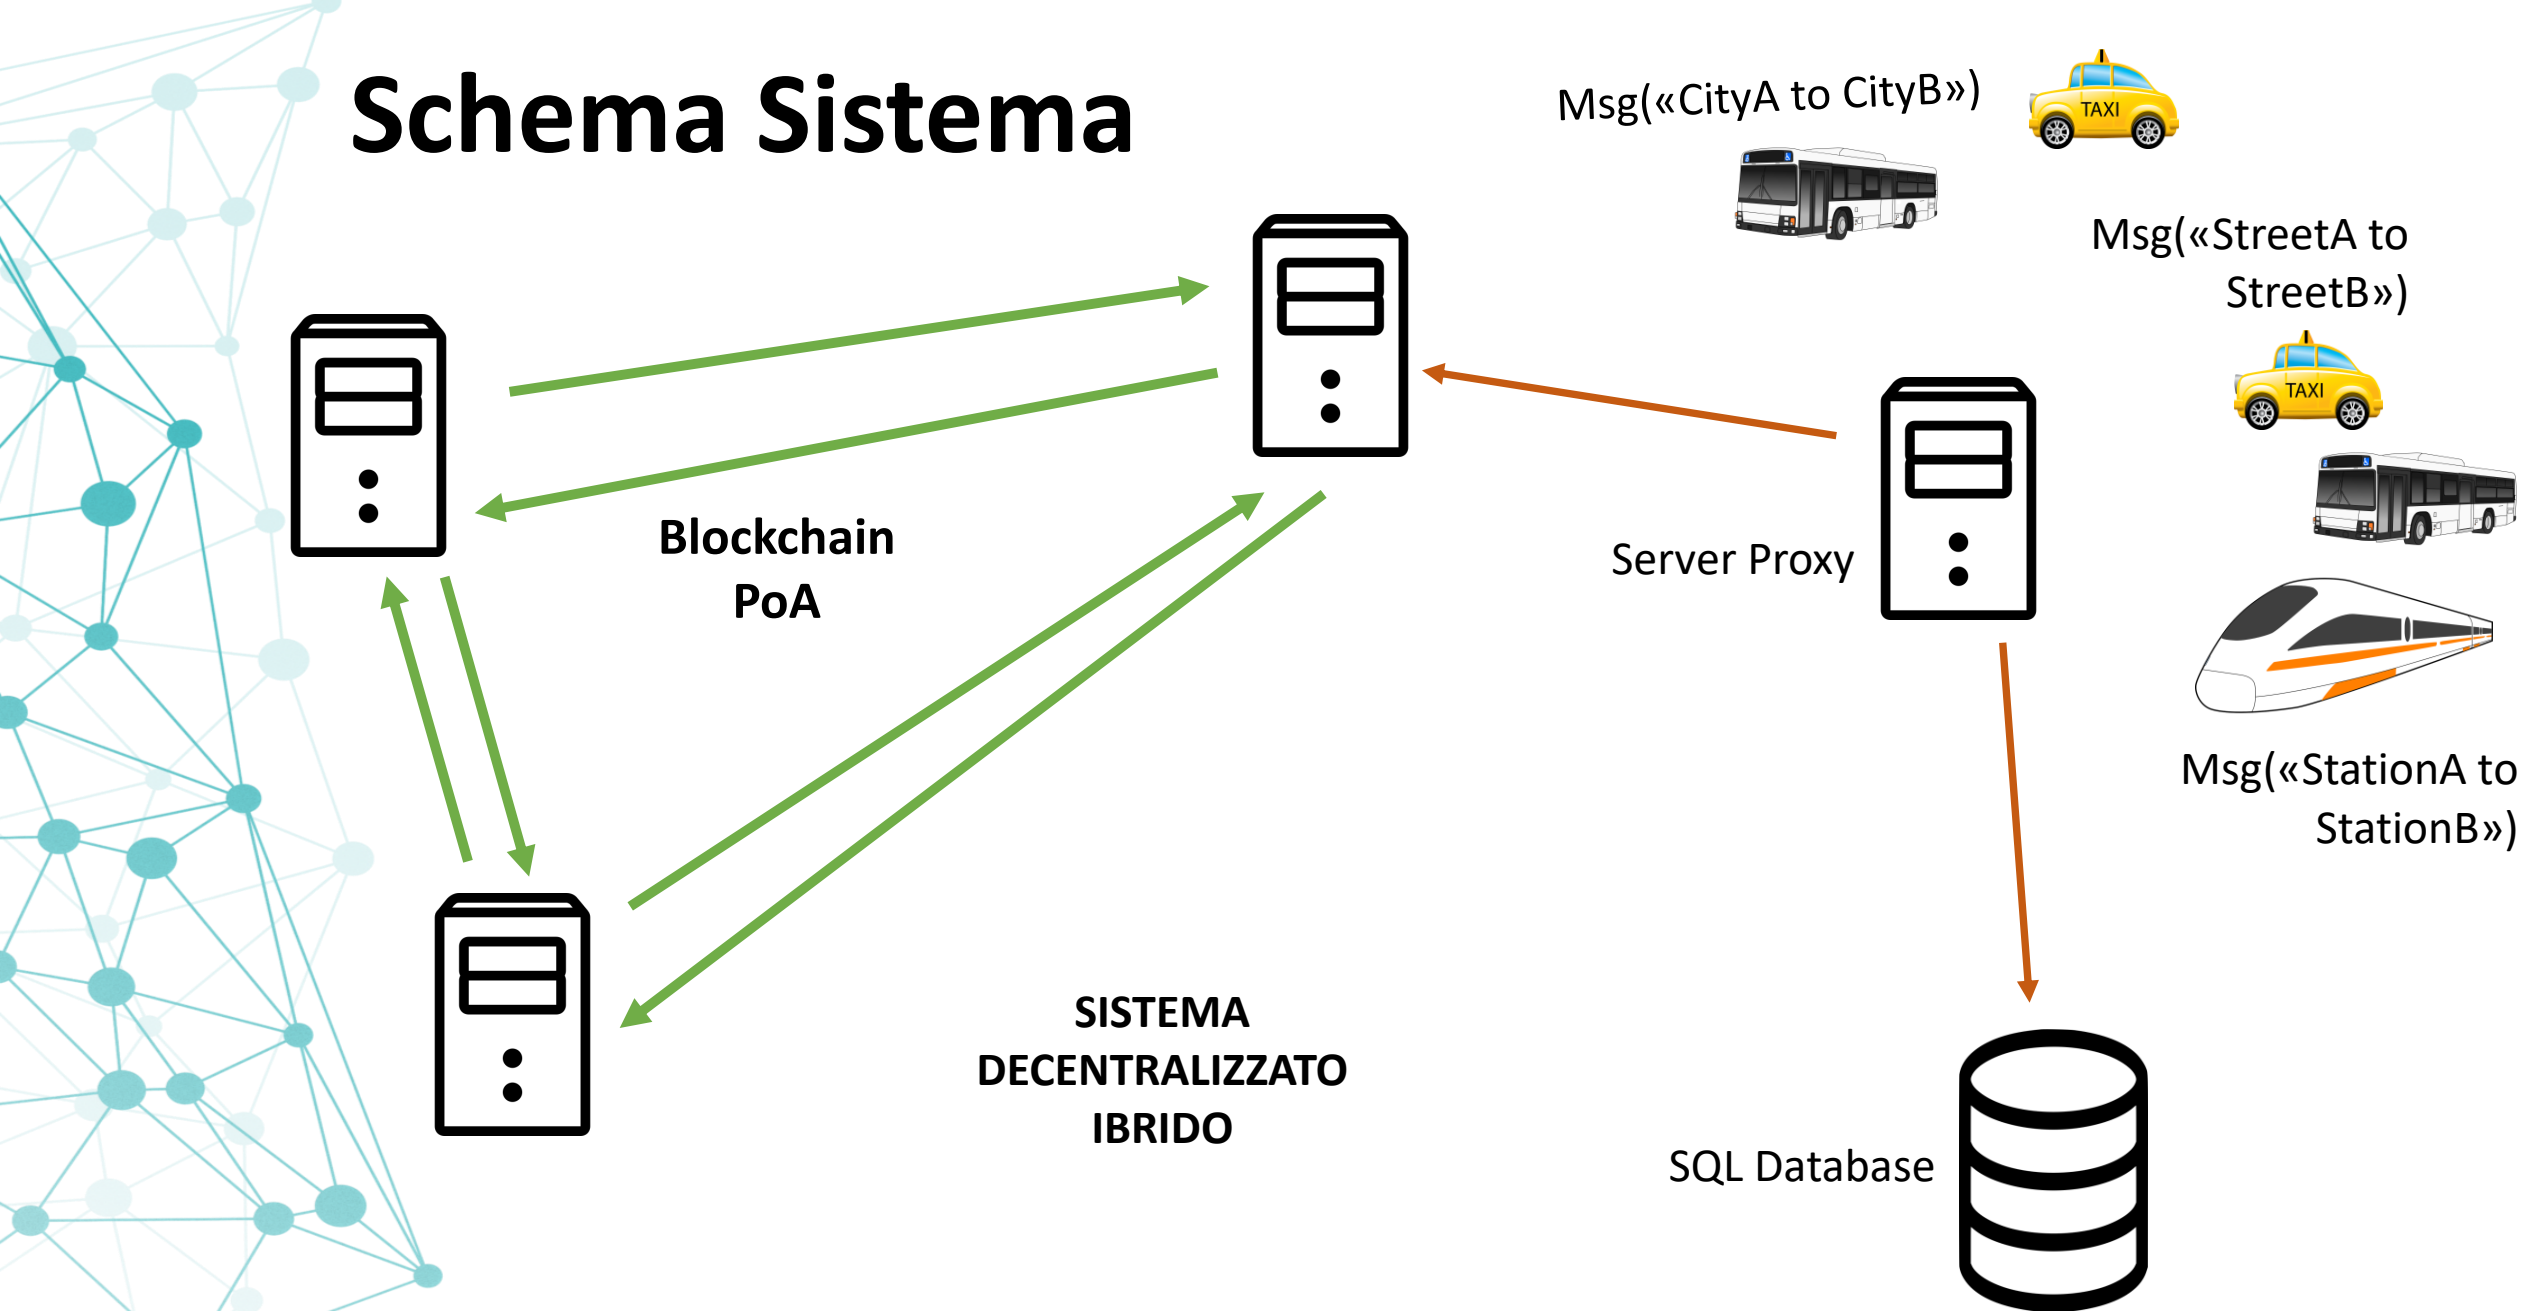 Schema Sistema
Msg(«CityA to CityB»)
TAXI
Msg(«StreetA to
StreetB»)
TAXI
Blockchain
PoA
Server Proxy
Msg(«StationA to
StationB»)
SISTEMA
DECENTRALIZZATO
IBRIDO
SQL Database